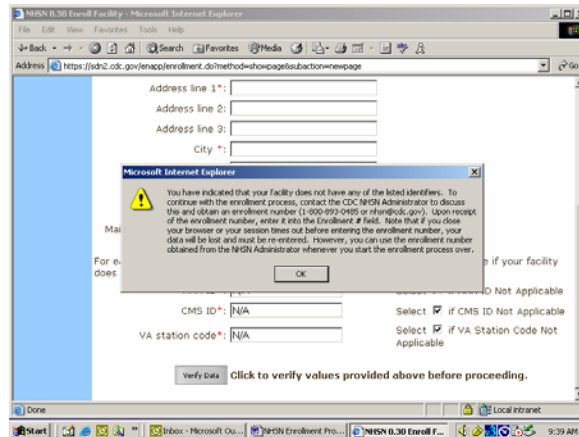 NHSN 0.30 Enroll Facility - Microsoft Internet Explorer
File Edit View Favorites Tools Help
Back Search Favorites Media
Address https://sdn2.cdc.gov/enapp/enrollment.do?method=showpage&subaction=newpage Go
Address line 1*:
Address line 2:
Address line 3:
City *:
Microsoft Internet Explorer X
You have indicated that your facility does not have any of the listed identifiers. To
continue with the enrollment process, contact the CDC NHSN Administrator to discuss
this and obtain an enrollment number (1-800-893-0485 or nhsn@cdc.gov). Upon receipt
of the enrollment number, enter it into the Enrollment # field. Note that if you close
your browser or your session times out before entering the enrollment number, your
data will be lost and must be re-entered. However, you can use the enrollment number
obtained from the NHSN Administrator whenever you start the enrollment process over.
OK
Mai
For e if your facility
does
N/A Select ID Not Applicable
CMS ID*: N/A Select if CMS ID Not Applicable
VA station code*: N/A Select if VA Station Code Not
Applicable
Verify Data Click to verify values provided above before proceeding.
Done Local intranet
Start Inbox - Microsoft Ou... NHSN Enrollment Pro... NHSN 0.30 Enroll F... 9:39 AM